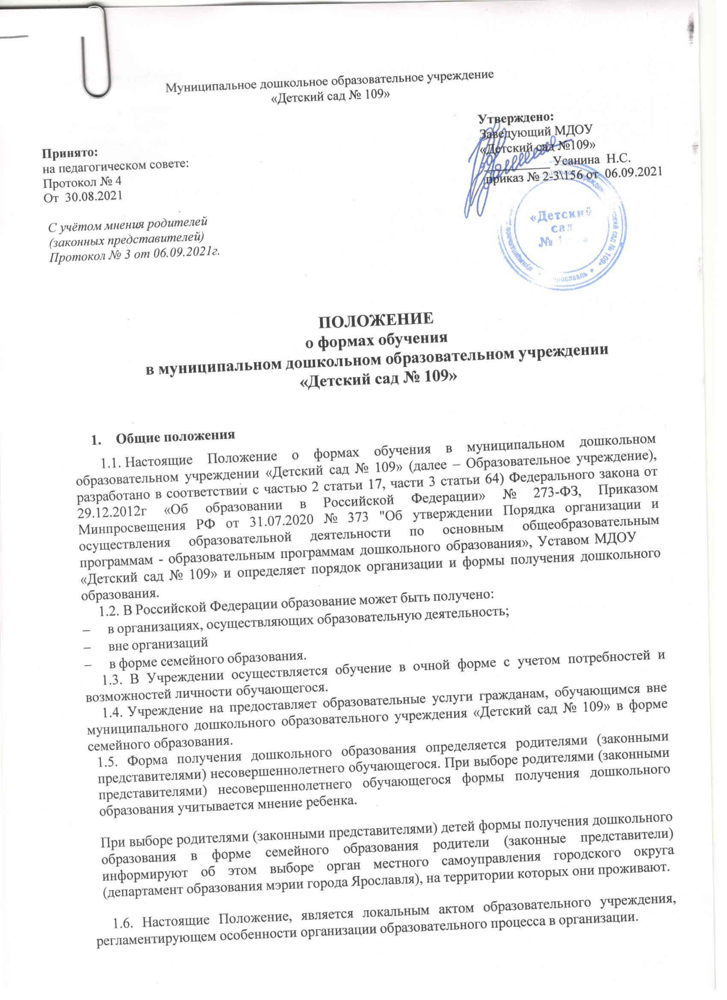 Муниципальное дошкольное образовательное учреждение
«Детский сад № 109»
Утверждено:
Заведующий МДОУ
«Детский сад №109»
Усанина Н.С.
приказ № 2-3\156 от 06.09.2021
Принято:
на педагогическом совете:
Протокол № 4
От 30.08.2021
С учётом мнения родителей
(законных представителей)
Протокол № 3 от 06.09.2021г.
«Детский
сад
№
ПОЛОЖЕНИЕ
о формах обучения
в муниципальном дошкольном образовательном учреждении
«Детский сад № 109»
1. Общие положения
1.1. Настоящие Положение о формах обучения в муниципальном дошкольном
образовательном учреждении «Детский сад № 109» (далее – Образовательное учреждение),
разработано в соответствии с частью 2 статьи 17, части 3 статьи 64) Федерального закона от
29.12.2012г «Об образовании в Российской Федерации» № 273-ФЗ, Приказом
Минпросвещения РФ от 31.07.2020 № 373 "Об утверждении Порядка организации и
осуществления образовательной деятельности по основным общеобразовательным
программам - образовательным программам дошкольного образования», Уставом МДОУ
«Детский сад № 109» и определяет порядок организации и формы получения дошкольного
образования.
1.2. В Российской Федерации образование может быть получено:
– в организациях, осуществляющих образовательную деятельность;
– вне организаций
– в форме семейного образования.
1.3. В Учреждении осуществляется обучение в очной форме с учетом потребностей и
возможностей личности обучающегося.
1.4. Учреждение на предоставляет образовательные услуги гражданам, обучающимся вне
муниципального дошкольного образовательного учреждения «Детский сад № 109» в форме
семейного образования.
1.5. Форма получения дошкольного образования определяется родителями (законными
представителями) несовершеннолетнего обучающегося. При выборе родителями (законными
представителями) несовершеннолетнего обучающегося формы получения дошкольного
образования учитывается мнение ребенка.
При выборе родителями (законными представителями) детей формы получения дошкольного
образования в форме семейного образования родители (законные представители)
информируют об этом выборе орган местного самоуправления городского округа
(департамент образования мэрии города Ярославля), на территории которых они проживают.
1.6. Настоящие Положение, является локальным актом образовательного учреждения,
регламентирующем особенности организации образовательного процесса в организации.